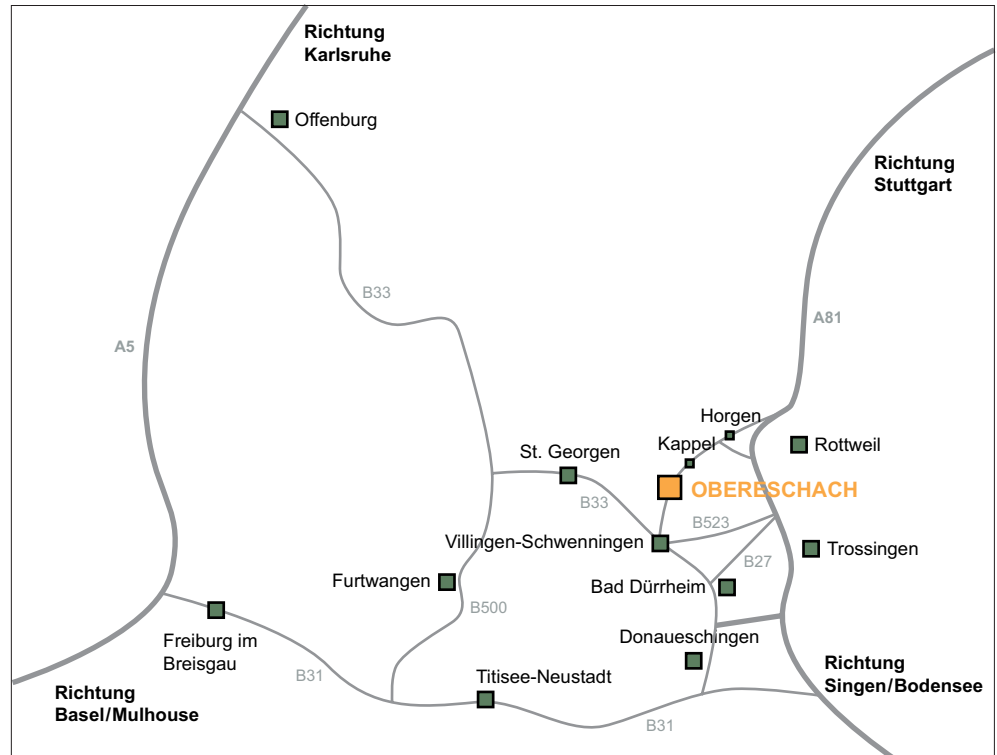 Richtung
Karlsruhe
Offenburg
Richtung
Stuttgart
B33
A81
A5
Horgen
Kappel
Rottweil
St. Georgen
OBERESCHACH
B33
B523
Villingen-Schwenningen
Trossingen
B27
Furtwangen
Bad Dürrheim
B500
Freiburg im
Breisgau
Donaueschingen
B31
Titisee-Neustadt
Richtung
Singen/Bodensee
Richtung
Basel/Mulhouse
B31